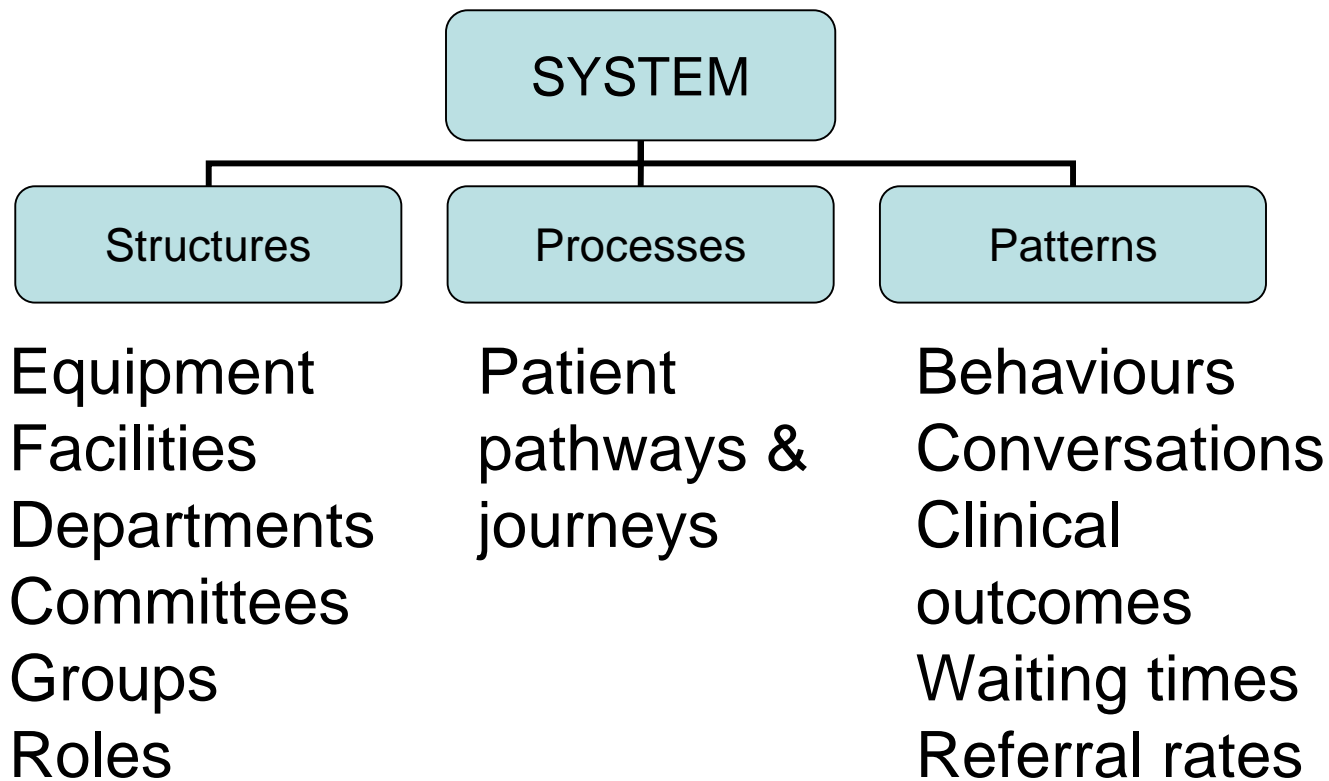 SYSTEM
Structures
Processes
Patterns
Equipment
Facilities
Departments
Committees
Groups
Roles
Patient
pathways &
journeys
Behaviours
Conversations
Clinical
outcomes
Waiting times
Referral rates